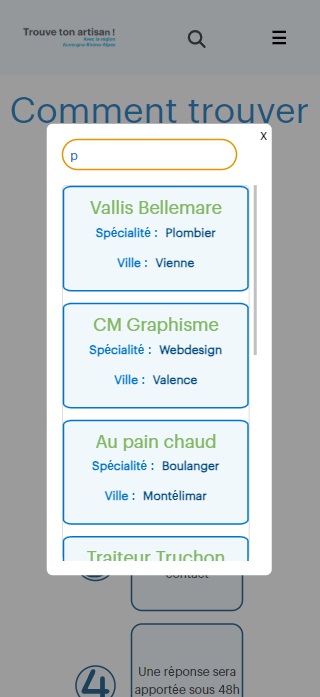 Trouve ton artisan !
Avec la région
Auvergne-Rhône-Alpes
☰
Comment trouver
X
p
Vallis Bellemare
Spécialité : Plombier
Ville : Vienne
CM Graphisme
Spécialité : Webdesign
Ville : Valence
Au pain chaud
Spécialité : Boulanger
Ville : Montélimar
Traiteur Truchon
contact
4
Une réponse sera
apportée sous 48h